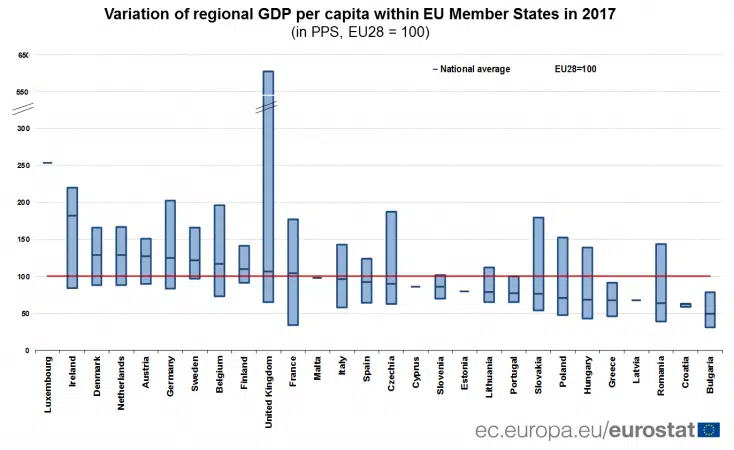 Variation of regional GDP per capita within EU Member States in 2017
(in PPS, EU28 = 100)
650
– National average EU28=100
550
300
250
200
150
100
50
0
Luxembourg
Ireland
Denmark
Netherlands
Austria
Germany
Sweden
Belgium
Finland
United Kingdom
France
Malta
Italy
Spain
Czechia
Cyprus
Slovenia
Estonia
Lithuania
Portugal
Slovakia
Poland
Hungary
Greece
Latvia
Romania
Croatia
Bulgaria
ec.europa.eu/eurostat